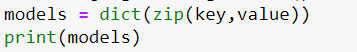 models = dict(zip(key,value))
print(models)